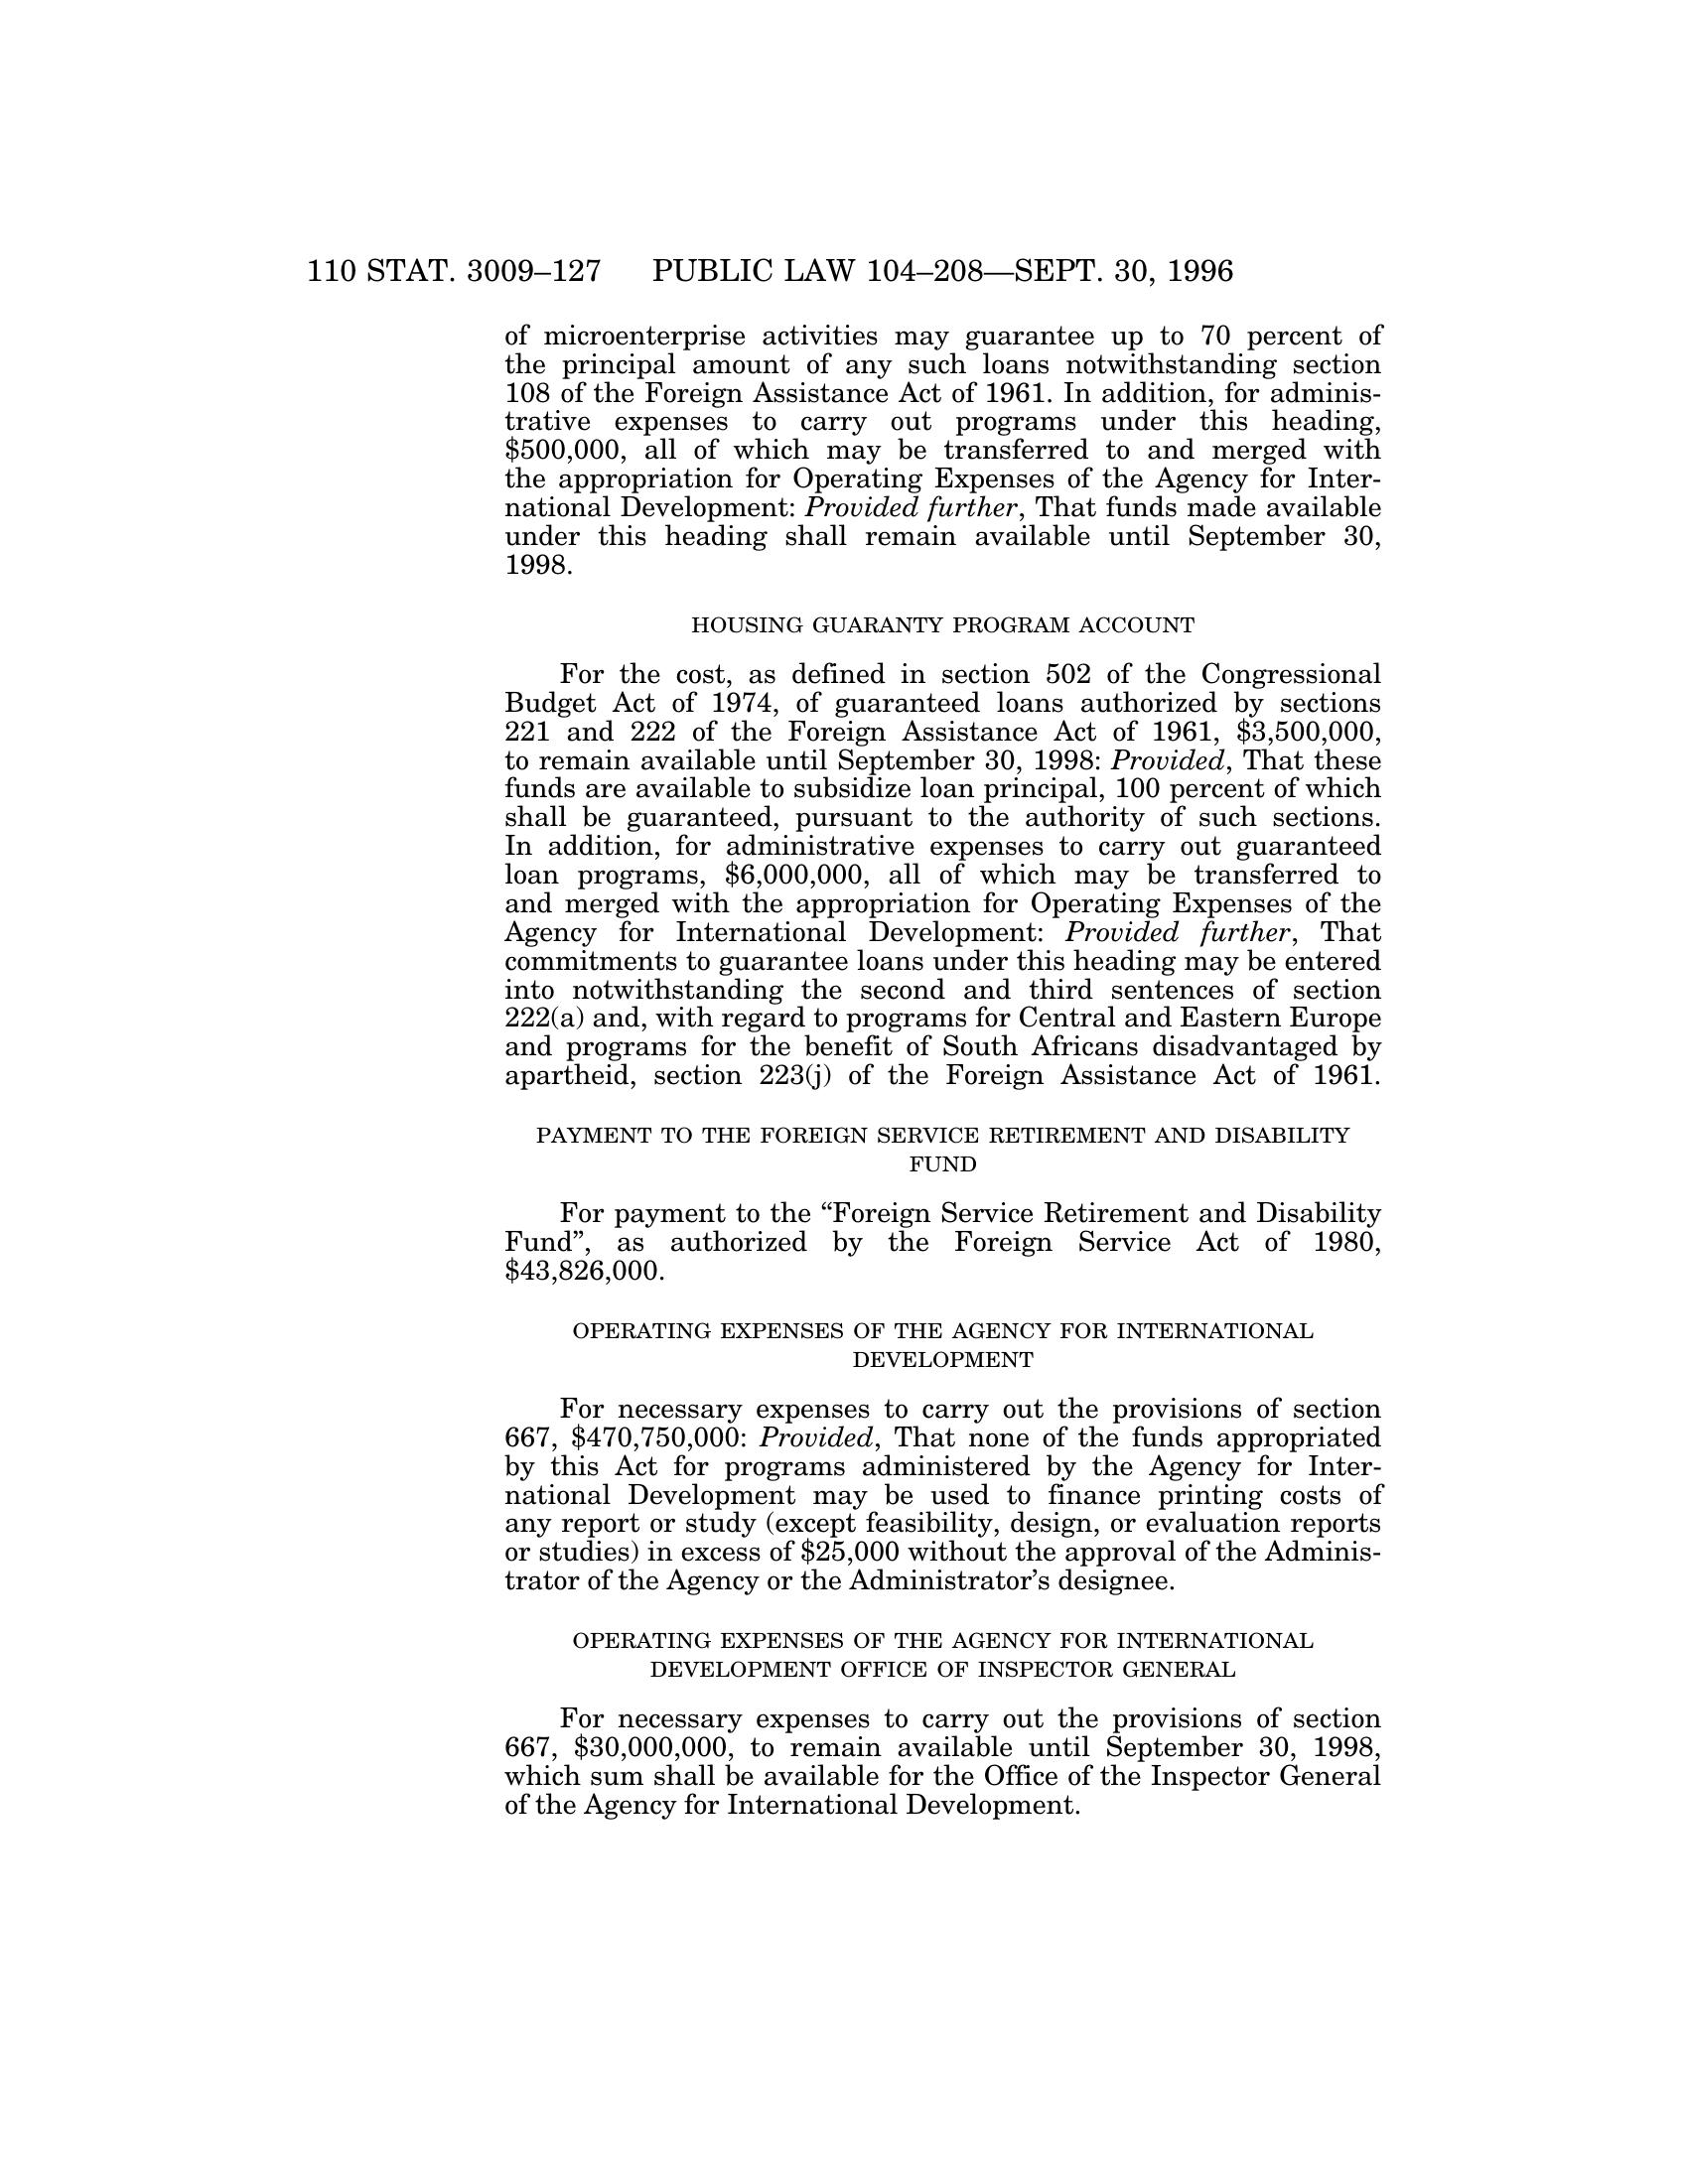 110 STAT. 3009–127 PUBLIC LAW 104–208—SEPT. 30, 1996
of microenterprise activities may guarantee up to 70 percent of
the principal amount of any such loans notwithstanding section
108 of the Foreign Assistance Act of 1961. In addition, for adminis-
trative expenses to carry out programs under this heading,
$500,000, all of which may be transferred to and merged with
the appropriation for Operating Expenses of the Agency for Inter-
national Development: Provided further, That funds made available
under this heading shall remain available until September 30,
1998.
HOUSING GUARANTY PROGRAM ACCOUNT
For the cost, as defined in section 502 of the Congressional
Budget Act of 1974, of guaranteed loans authorized by sections
221 and 222 of the Foreign Assistance Act of 1961, $3,500,000,
to remain available until September 30, 1998: Provided, That these
funds are available to subsidize loan principal, 100 percent of which
shall be guaranteed, pursuant to the authority of such sections.
In addition, for administrative expenses to carry out guaranteed
loan programs, $6,000,000, all of which may be transferred to
and merged with the appropriation for Operating Expenses of the
Agency for International Development: Provided further, That
commitments to guarantee loans under this heading may be entered
into notwithstanding the second and third sentences of section
222(a) and, with regard to programs for Central and Eastern Europe
and programs for the benefit of South Africans disadvantaged by
apartheid, section 223(j) of the Foreign Assistance Act of 1961.
PAYMENT TO THE FOREIGN SERVICE RETIREMENT AND DISABILITY
FUND
For payment to the “Foreign Service Retirement and Disability
Fund”, as authorized by the Foreign Service Act of 1980,
$43,826,000.
OPERATING EXPENSES OF THE AGENCY FOR INTERNATIONAL
DEVELOPMENT
For necessary expenses to carry out the provisions of section
667, $470,750,000: Provided, That none of the funds appropriated
by this Act for programs administered by the Agency for Inter-
national Development may be used to finance printing costs of
any report or study (except feasibility, design, or evaluation reports
or studies) in excess of $25,000 without the approval of the Adminis-
trator of the Agency or the Administrator’s designee.
OPERATING EXPENSES OF THE AGENCY FOR INTERNATIONAL
DEVELOPMENT OFFICE OF INSPECTOR GENERAL
For necessary expenses to carry out the provisions of section
667, $30,000,000, to remain available until September 30, 1998,
which sum shall be available for the Office of the Inspector General
of the Agency for International Development.